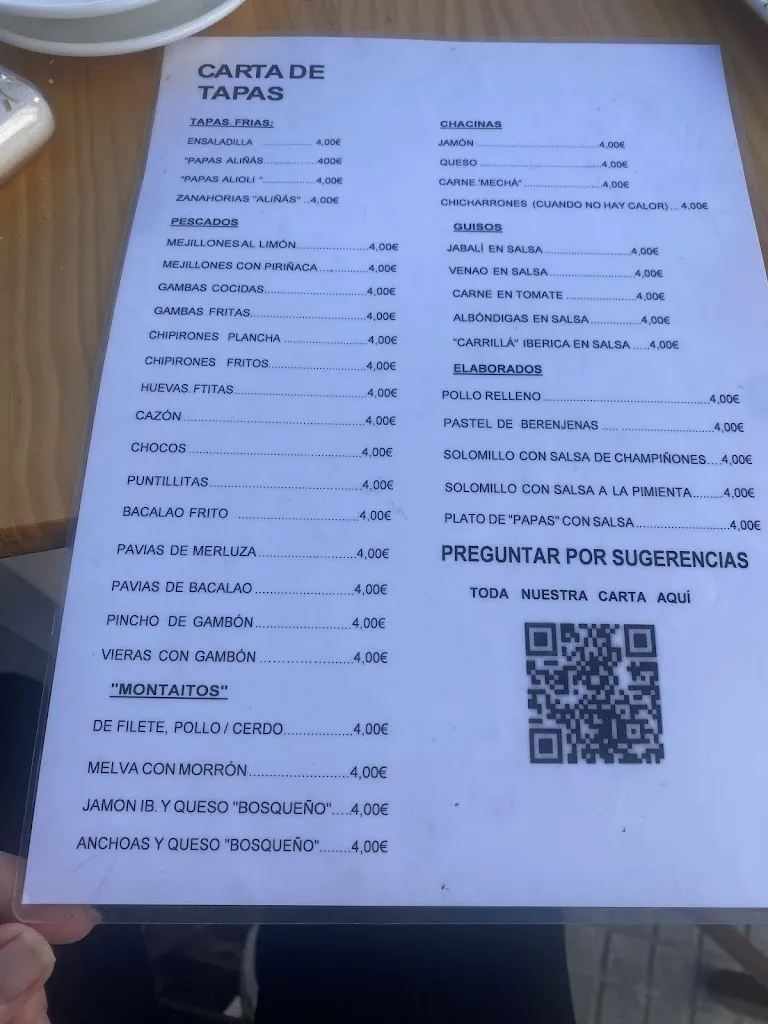 CARTA DE
TAPAS
TAPAS FRIAS:
ENSALADILLA ................ 4,00€
"PAPAS ALIÑÁS................400€
"PAPAS ALIOLI "................4,00€
ZANAHORIAS "ALIÑÁS" ..4,00€
PESCADOS
MEJILLONES AL LIMÓN....................4,00€
MEJILLONES CON PIRIÑACA..............4,00€
GAMBAS COCIDAS............................4,00€
GAMBAS FRITAS................................4,00€
CHIPIRONES PLANCHA .......................4,00€
CHIPIRONES FRITOS...........................4,00€
HUEVAS.FTITAS....................................4,00€
CAZÓN..................................................4,00€
CHOCOS................................................4,00€
PUNTILLITAS..........................................4,00€
BACALAO FRITO ................................4,00€
PAVIAS DE MERLUZA...........................4,00€
PAVIAS DE BACALAO...........................4,00€
PINCHO DE GAMBÓN..........................4,00€
VIERAS CON GAMBÓN.........................4,00€
"MONTAITOS"
DE FILETE, POLLO / CERDO..................4,00€
MELVA CON MORRÓN..........................4,00€
JAMON IB. Y QUESO "BOSQUEÑO"....4,00€
ANCHOAS Y QUESO "BOSQUEÑO"........4,00€
CHACINAS
JAMÓN........................................4,00€
QUESO .......................................4,00€
CARNE 'MECHÁ" ..........................4,00€
CHICHARRONES (CUANDO NO HAY CALOR)... 4,00€
GUISOS
JABALÍ EN SALSA............................4,00€
VENAO EN SALSA...........................4,00€
CARNE EN TOMATE ......................4,00€
ALBÓNDIGAS EN SALSA.................4,00€
"CARRILLÁ" IBERICA EN SALSA .....4,00€
ELABORADOS
POLLO RELLENO................................................4,00€
PASTEL DE BERENJENAS ................................4,00€
SOLOMILLO CON SALSA DE CHAMPIÑONES....4,00€
SOLOMILLO CON SALSA A LA PIMIENTA.........4,00€
PLATO DE "PAPAS" CON SALSA..........................4,00€
PREGUNTAR POR SUGERENCIAS
TODA NUESTRA CARTA AQUÍ